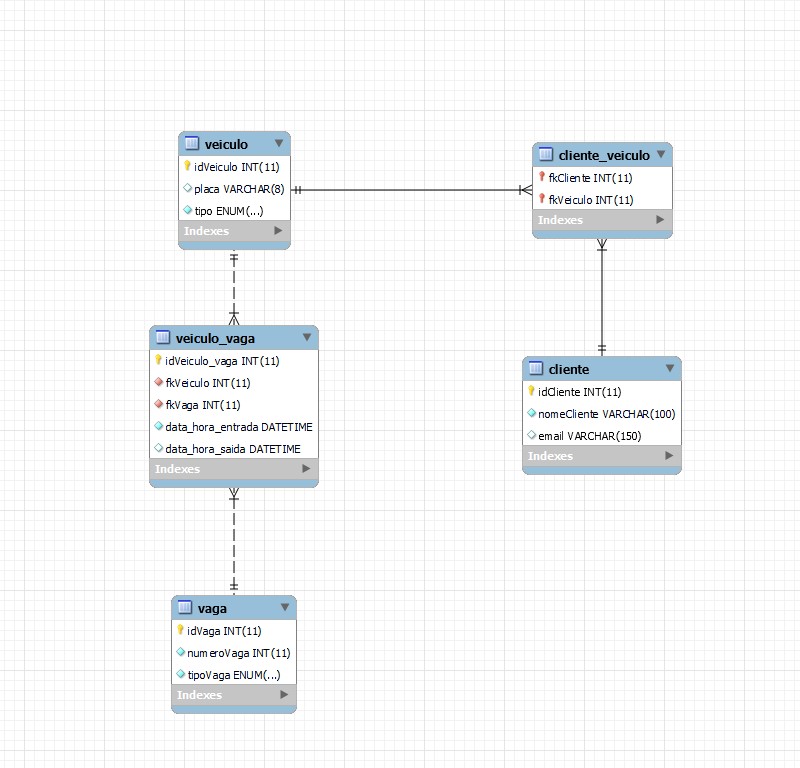 veiculo
idVeiculo INT(11)
placa VARCHAR(8)
tipo ENUM(...)
Indexes
cliente_veiculo
fkCliente INT(11)
fkVeiculo INT(11)
Indexes
veiculo_vaga
idVeiculo_vaga INT(11)
fkVeiculo INT(11)
fkVaga INT(11)
data_hora_entrada DATETIME
data_hora_saida DATETIME
Indexes
cliente
idCliente INT(11)
nomeCliente VARCHAR(100)
email VARCHAR(150)
Indexes
vaga
idVaga INT(11)
numeroVaga INT(11)
tipoVaga ENUM(...)
Indexes